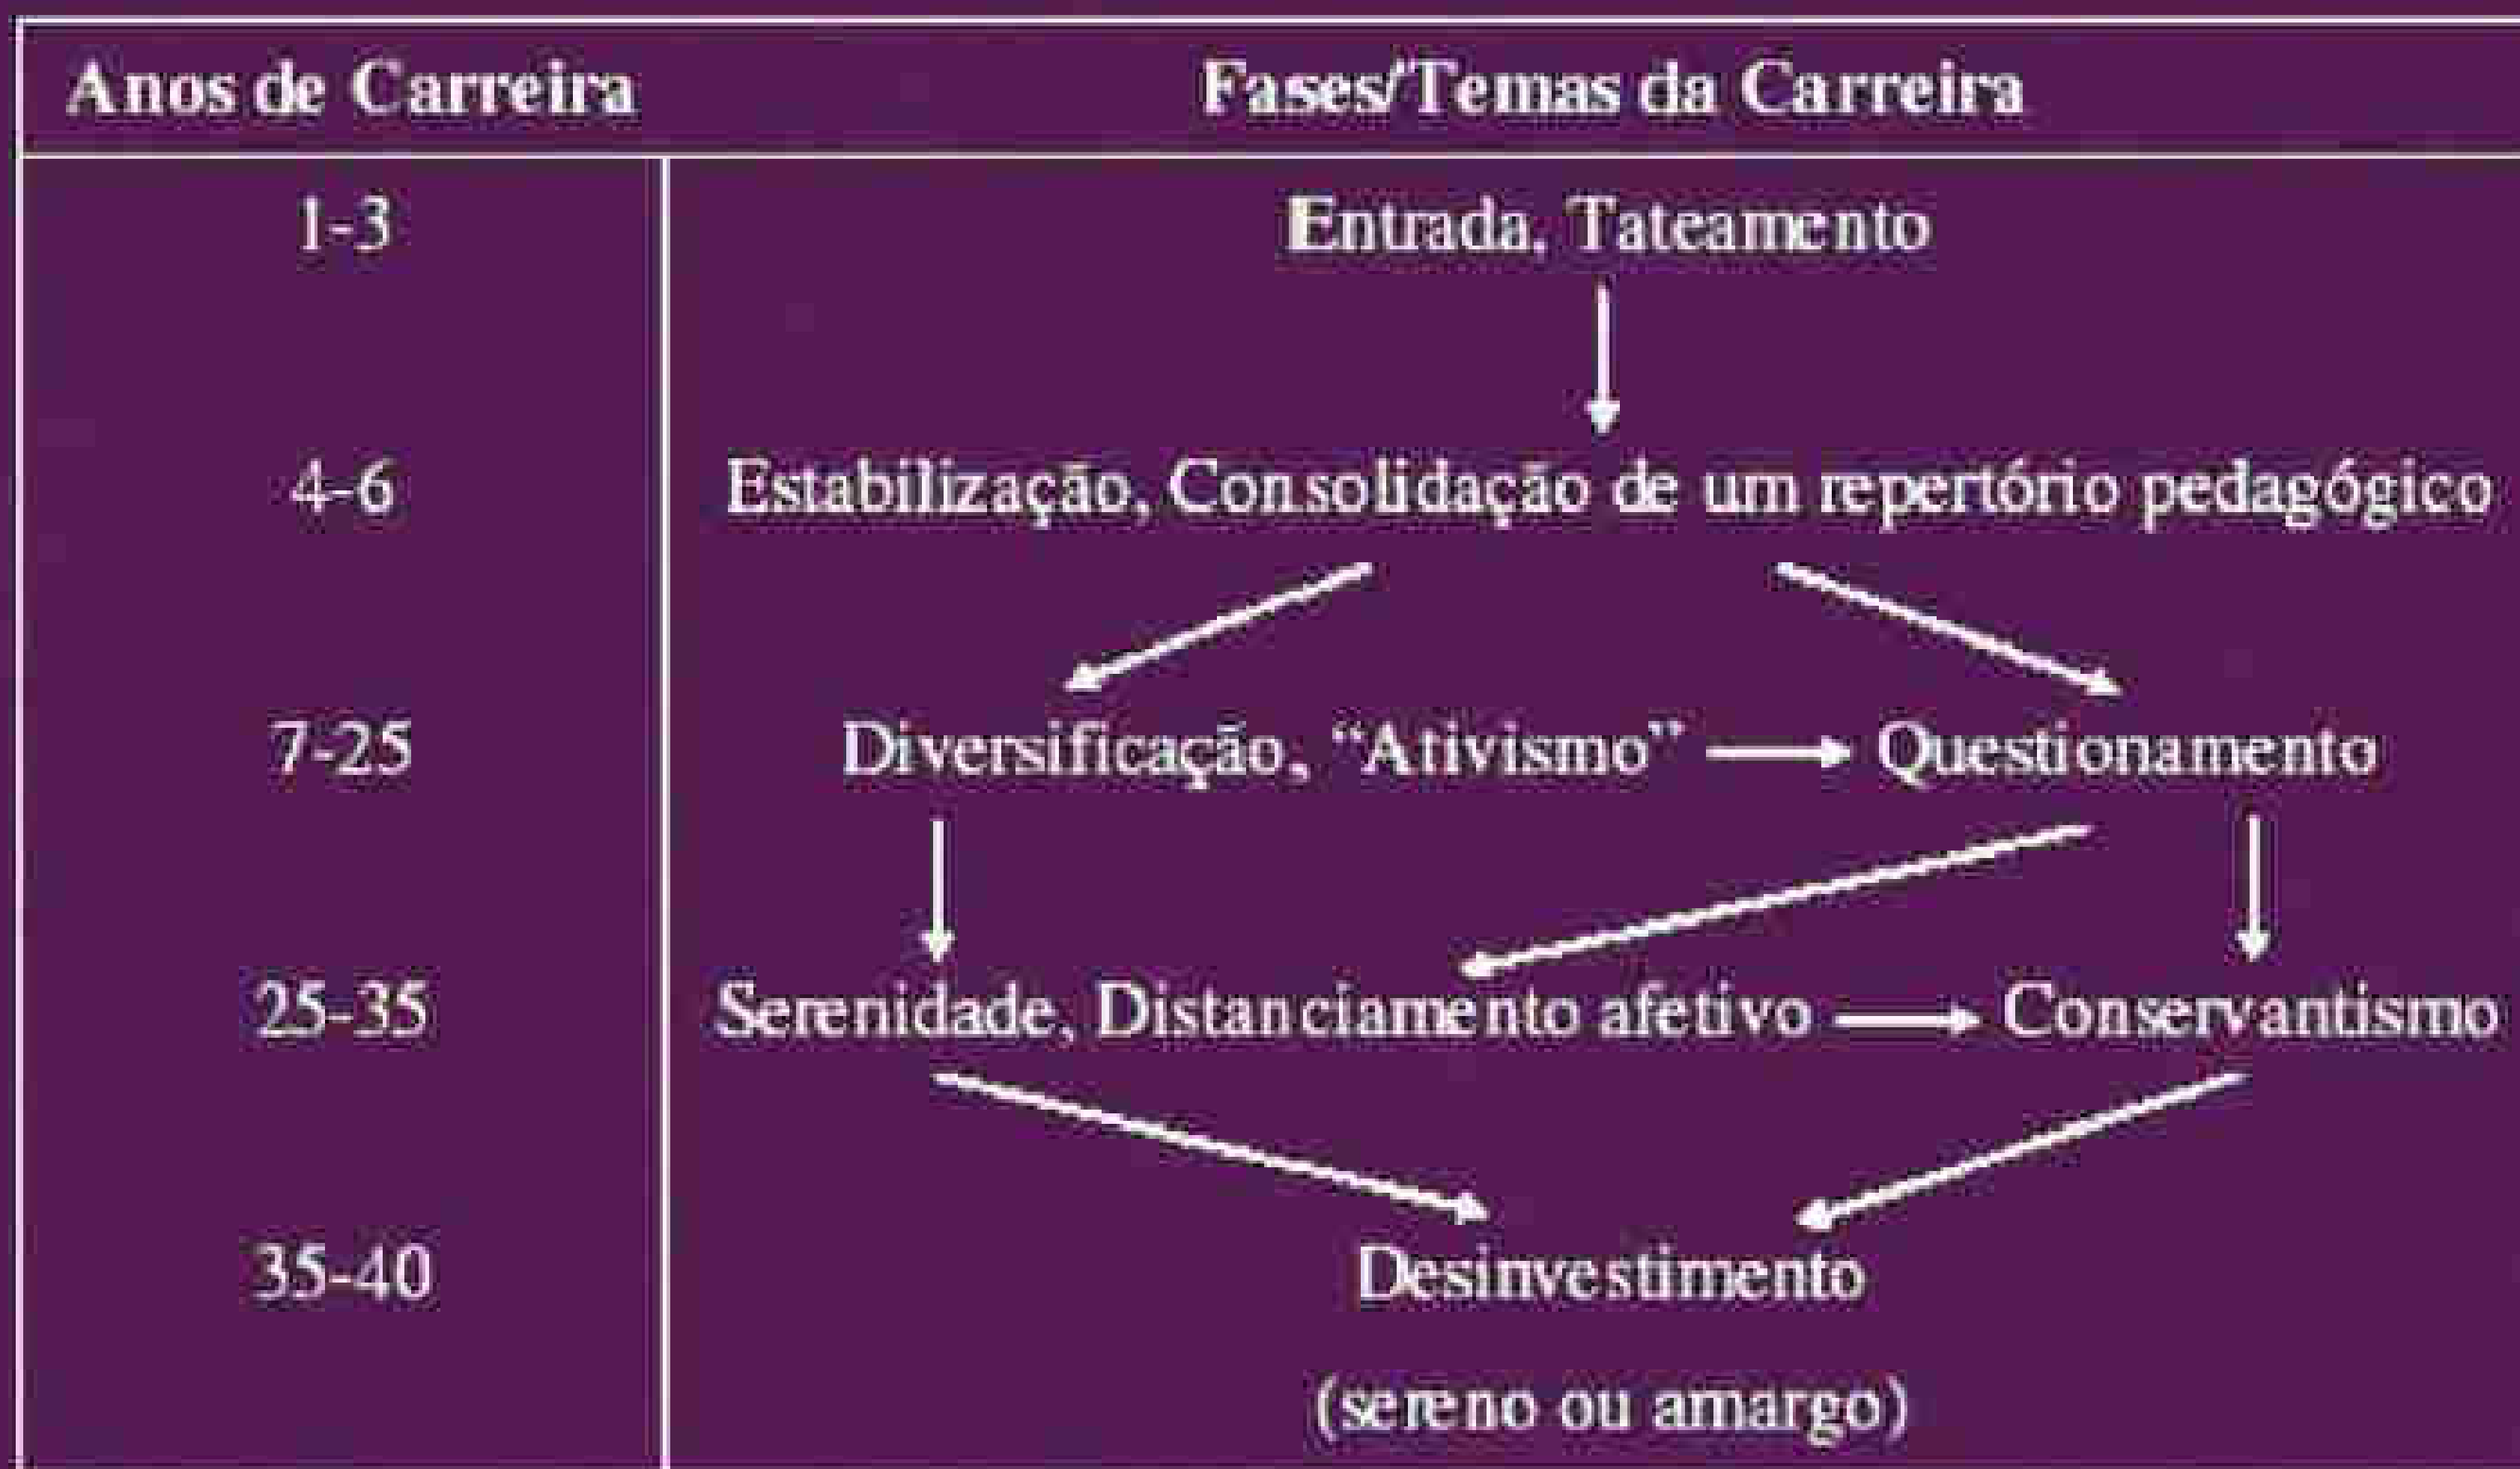 Anos de Carreira Fases/Temas da Carreira
1-3 Entrada, Tateamento
4-6 Estabilização, Consolidação de um repertório pedagógico
7-25 Diversificação, “Ativismo” Questionamento
25-35 Serenidade, Distanciamento afetivo Conservantismo
35-40 Desinvestimento
(sereno ou amargo)